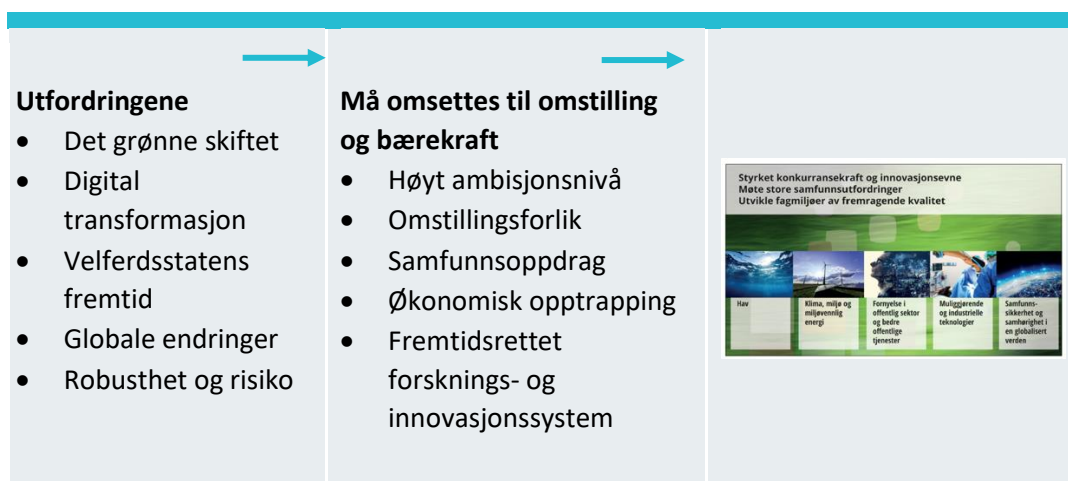 Utfordringene
• Det grønne skiftet
• Digital
transformasjon
• Velferdsstatens
fremtid
• Globale endringer
• Robusthet og risiko
Må omsettes til omstilling
og bærekraft
• Høyt ambisjonsnivå
• Omstillingsforlik
• Samfunnsoppdrag
• Økonomisk opptrapping
• Fremtidsrettet
forsknings- og
innovasjonssystem
Styrket konkurransekraft og innovasjonsevne
Møte store samfunnsutfordringer
Utvikle fagmiljøer av fremragende kvalitet
Hav
Klima, miljø og
miljøvennlig
energi
Fornyelse i
offentlig sektor
og bedre
offentlige
tjenester
Muliggjørende
og industrielle
teknologier
Samfunns-
sikkerhet og
samhørighet i
en globalisert
verden